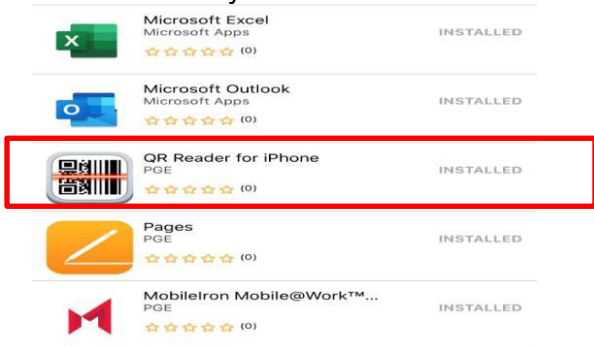 Microsoft Excel
Microsoft Apps
INSTALLED
(0)
Microsoft Outlook
Microsoft Apps
INSTALLED
(0)
QR Reader for iPhone
PGE
INSTALLED
(0)
Pages
PGE
INSTALLED
(0)
MobileIron Mobile@Work™...
PGE
INSTALLED
(0)